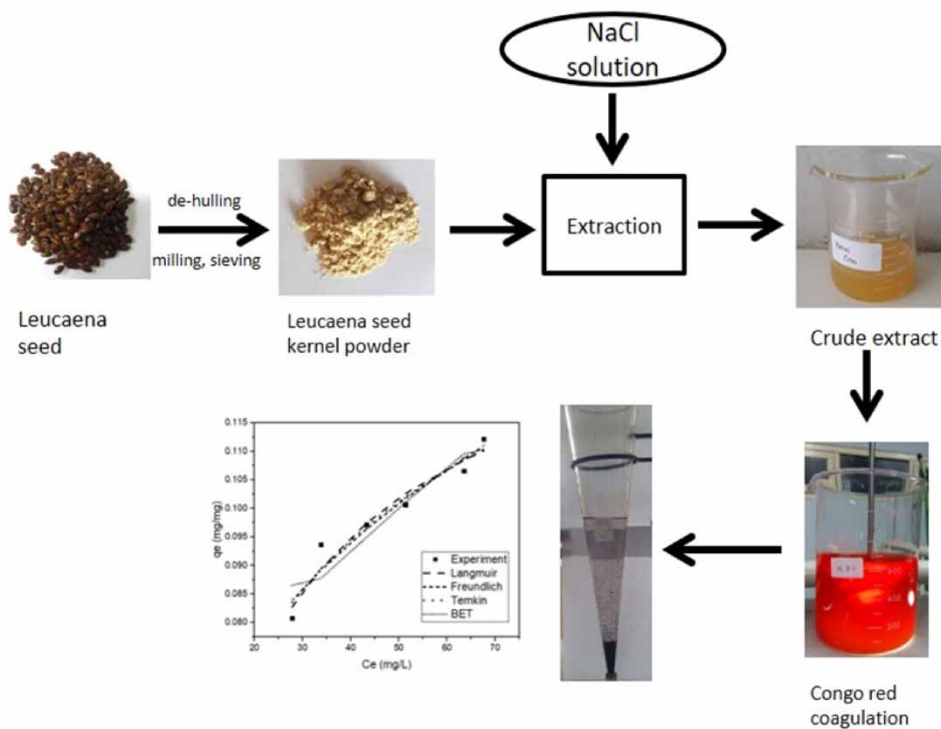 NaCl
solution
de-hulling
milling, sieving
Extraction
Leucaena
seed
Leucaena seed
kernel powder
Crude extract
0.115
0.110
0.105
0.100
0.095
0.090
0.085
0.080
qe (mg/mg)
Experiment
Langmuir
Freundlich
Temkin
BET
20 30 40 50 60 70
Ce (mg/L)
600
400
Congo red
coagulation